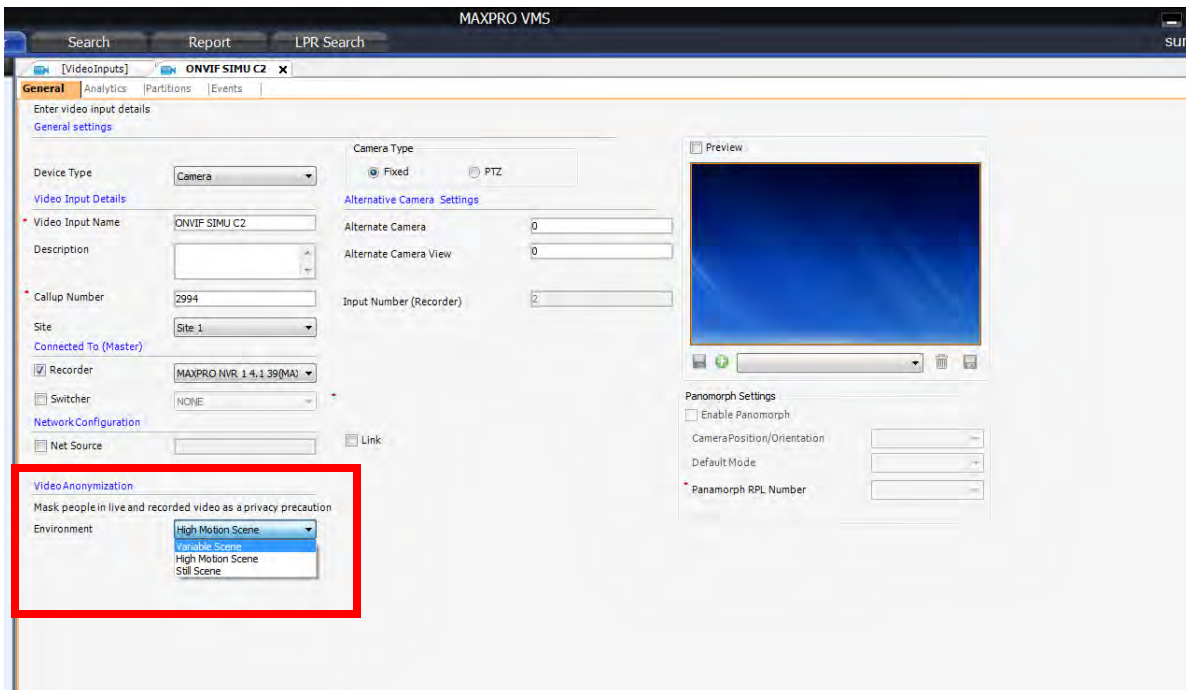 MAXPRO VMS
Search Report LPR Search
[VideoInputs] ONVIF SIMU C2 X
General Analytics Partitions Events
Enter video input details
General settings
Camera Type
Preview
Device Type Camera Fixed PTZ
Video Input Details Alternative Camera Settings
* Video Input Name ONVIF SIMU C2 Alternate Camera 0
Description Alternate Camera View 0
* Callup Number 2994 Input Number (Recorder) 2
Site Site 1
Connected To (Master)
Recorder MAXPRO NVR 1 4.1 39(MA
Switcher NONE *
Panomorph Settings
Enable Panomorph
Network Configuration
Net Source Link
Camera Position/Orientation
Default Mode
* Panamorph RPL Number
Video Anonymization
Mask people in live and recorded video as a privacy precaution
Environment High Motion Scene
Variable Scene
High Motion Scene
Still Scene